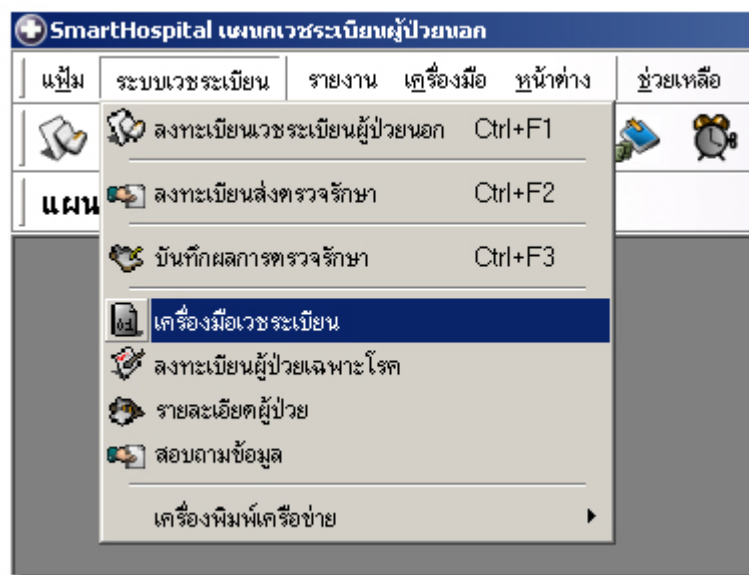 SmartHospital แผนกเวชระเบียนผู้ป่วยนอก
แฟ้ม ระบบเวชระเบียน รายงาน เครื่องมือ หน้าต่าง ช่วยเหลือ
ลงทะเบียนเวชระเบียนผู้ป่วยนอก Ctrl+F1
แผน
ลงทะเบียนส่งตรวจรักษา Ctrl+F2
บันทึกผลการตรวจรักษา Ctrl+F3
เครื่องมือเวชระเบียน
ลงทะเบียนผู้ป่วยเฉพาะโรค
รายละเอียดผู้ป่วย
สอบถามข้อมูล
เครื่องพิมพ์เครือข่าย